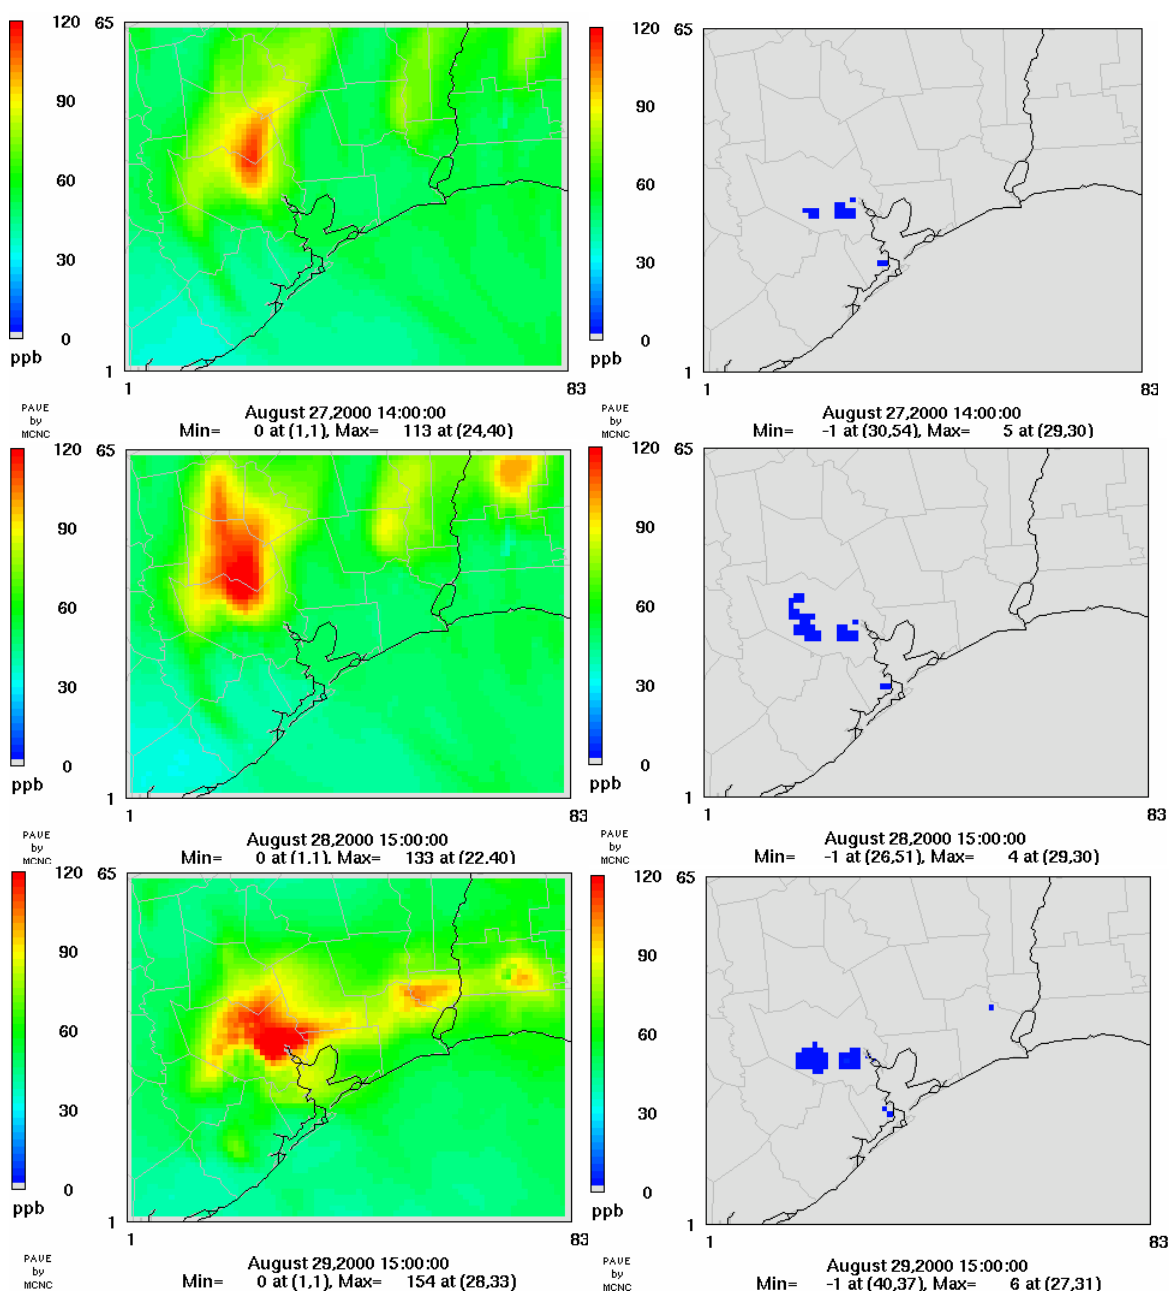 120
90
60
30
0
ppb
65
1
1
83
PAVE
by
MCNC
August 27,2000 14:00:00
Min= 0 at (1,1), Max= 113 at (24,40)
120
90
60
30
0
ppb
65
1
1
83
PAVE
by
MCNC
August 27,2000 14:00:00
Min= -1 at (30,54), Max= 5 at (29,30)
120
90
60
30
0
ppb
65
1
1
83
PAVE
by
MCNC
August 28,2000 15:00:00
Min= 0 at (1,1), Max= 133 at (22,40)
120
90
60
30
0
ppb
65
1
1
83
PAVE
by
MCNC
August 28,2000 15:00:00
Min= -1 at (26,51), Max= 4 at (29,30)
120
90
60
30
0
ppb
65
1
1
83
PAVE
by
MCNC
August 29,2000 15:00:00
Min= 0 at (1,1), Max= 154 at (28,33)
120
90
60
30
0
ppb
65
1
1
83
PAVE
by
MCNC
August 29,2000 15:00:00
Min= -1 at (40,37), Max= 6 at (27,31)